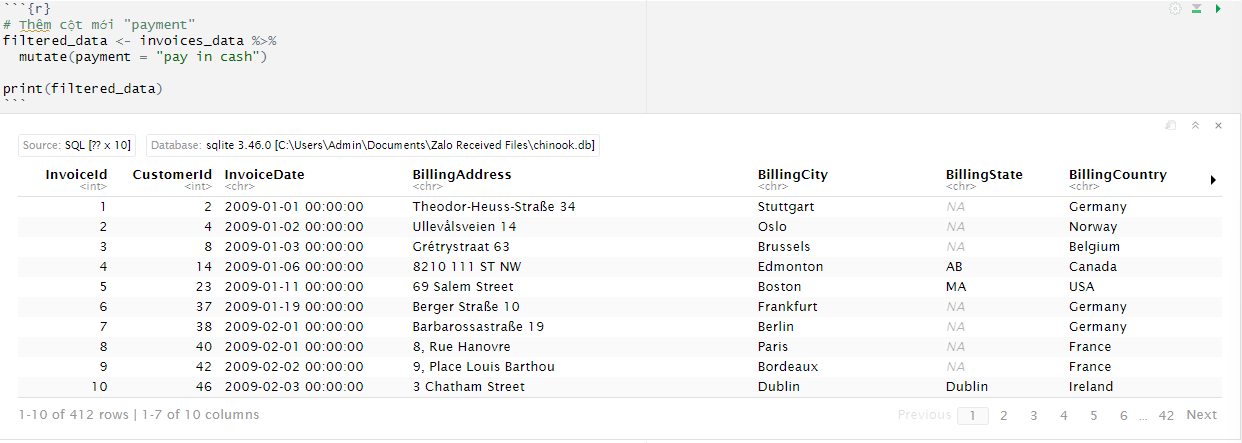 ```{r}
# Thêm cột mới "payment"
filtered_data <- invoices_data %>%
  mutate(payment = "pay in cash")
print(filtered_data)
```
Source: SQL [?? x 10] Database: sqlite 3.46.0 [C:\Users\Admin\Documents\Zalo Received Files\chinook.db]
InvoiceId CustomerId InvoiceDate BillingAddress BillingCity BillingState BillingCountry
<int> <int> <chr> <chr> <chr> <chr> <chr>
1 2 2009-01-01 00:00:00 Theodor-Heuss-Straße 34 Stuttgart NA Germany
2 4 2009-01-02 00:00:00 Ullevålsveien 14 Oslo NA Norway
3 8 2009-01-03 00:00:00 Grétrystraat 63 Brussels NA Belgium
4 14 2009-01-06 00:00:00 8210 111 ST NW Edmonton AB Canada
5 23 2009-01-11 00:00:00 69 Salem Street Boston MA USA
6 37 2009-01-19 00:00:00 Berger Straße 10 Frankfurt NA Germany
7 38 2009-02-01 00:00:00 Barbarossastraße 19 Berlin NA Germany
8 40 2009-02-01 00:00:00 8, Rue Hanovre Paris NA France
9 42 2009-02-02 00:00:00 9, Place Louis Barthou Bordeaux NA France
10 46 2009-02-03 00:00:00 3 Chatham Street Dublin Dublin Ireland
1-10 of 412 rows | 1-7 of 10 columns Previous 1 2 3 4 5 6 ... 42 Next